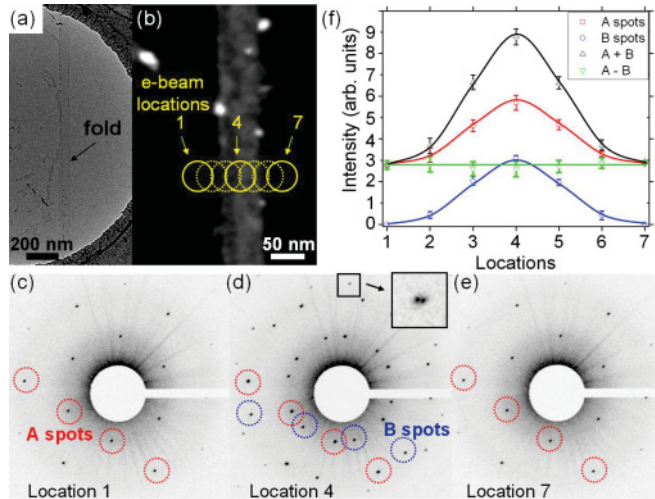 (a)
fold
200 nm
(b)
e-beam
locations
1
4
7
50 nm
(f)
Intensity (arb. units)
9
8
7
6
5
4
3
2
1
0
1 2 3 4 5 6 7
Locations
A spots
B spots
A + B
A - B
(c)
A spots
Location 1
(d)
B spots
Location 4
(e)
Location 7